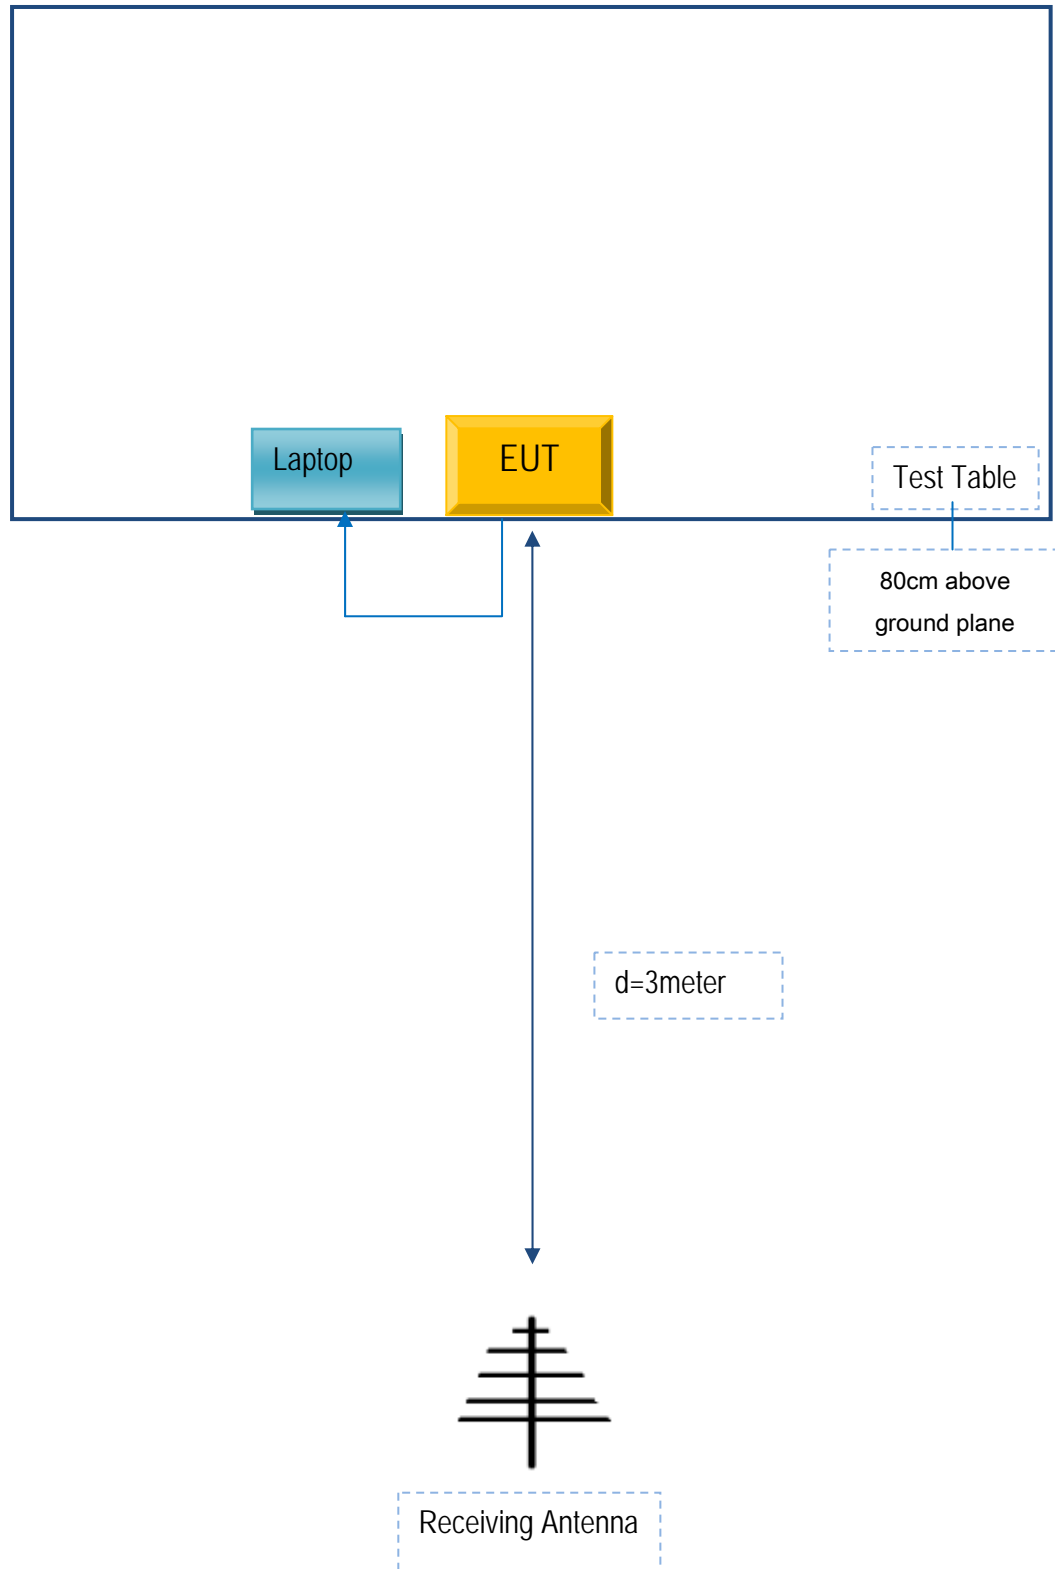 Laptop
EUT
Test Table
80cm above
ground plane
d=3meter
Receiving Antenna